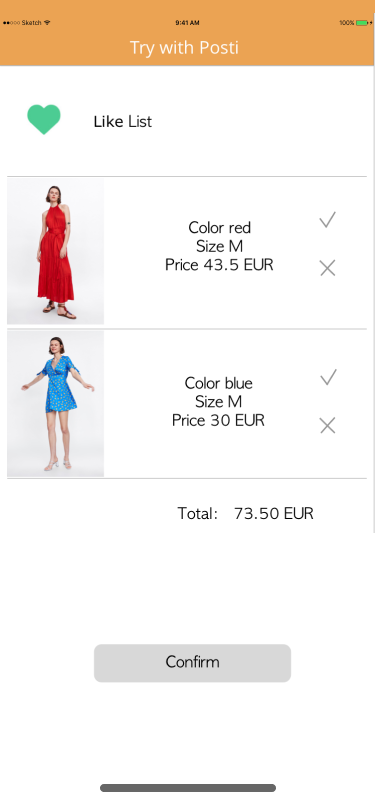 Sketch
9:41 AM
100%
Try with Posti
Like List
Color red
Size M
Price 43.5 EUR
Color blue
Size M
Price 30 EUR
Total: 73.50 EUR
Confirm